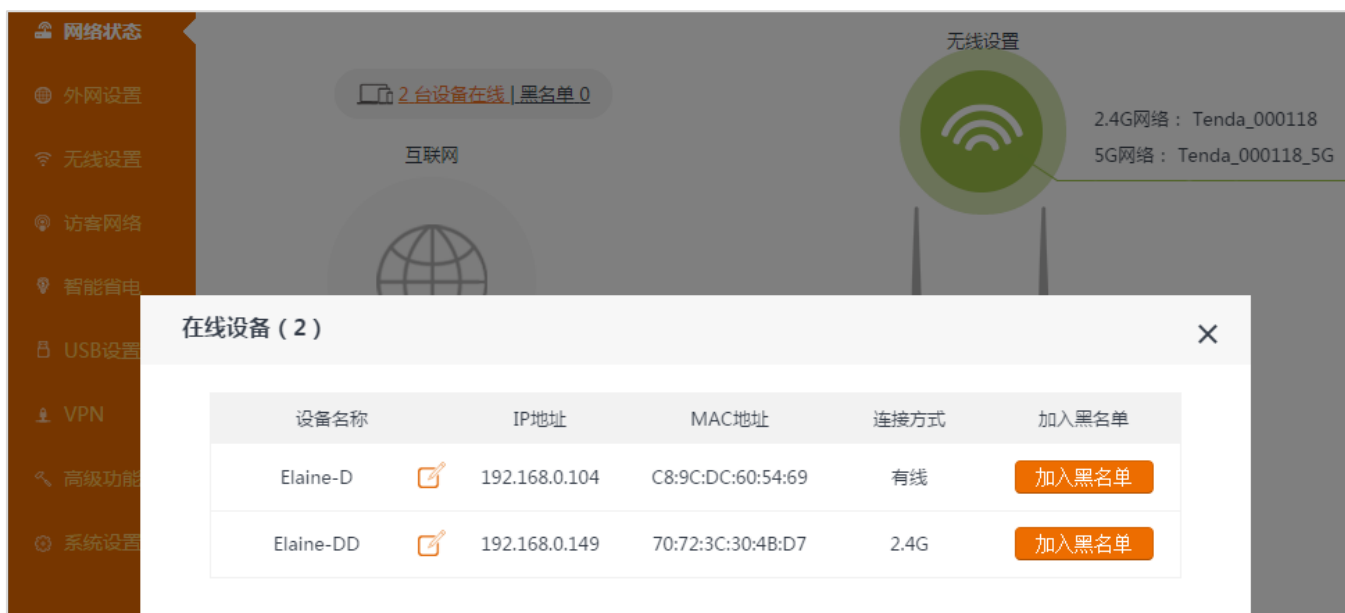 网络状态
外网设置
无线设置
访客网络
智能省电
USB设置
VPN
高级功能
系统设置
2 台设备在线 | 黑名单 0
互联网
无线设置
2.4G网络： Tenda_000118
5G网络： Tenda_000118_5G
在线设备（2）
设备名称 IP地址 MAC地址 连接方式 加入黑名单
Elaine-D 192.168.0.104 C8:9C:DC:60:54:69 有线 加入黑名单
Elaine-DD 192.168.0.149 70:72:3C:30:4B:D7 2.4G 加入黑名单